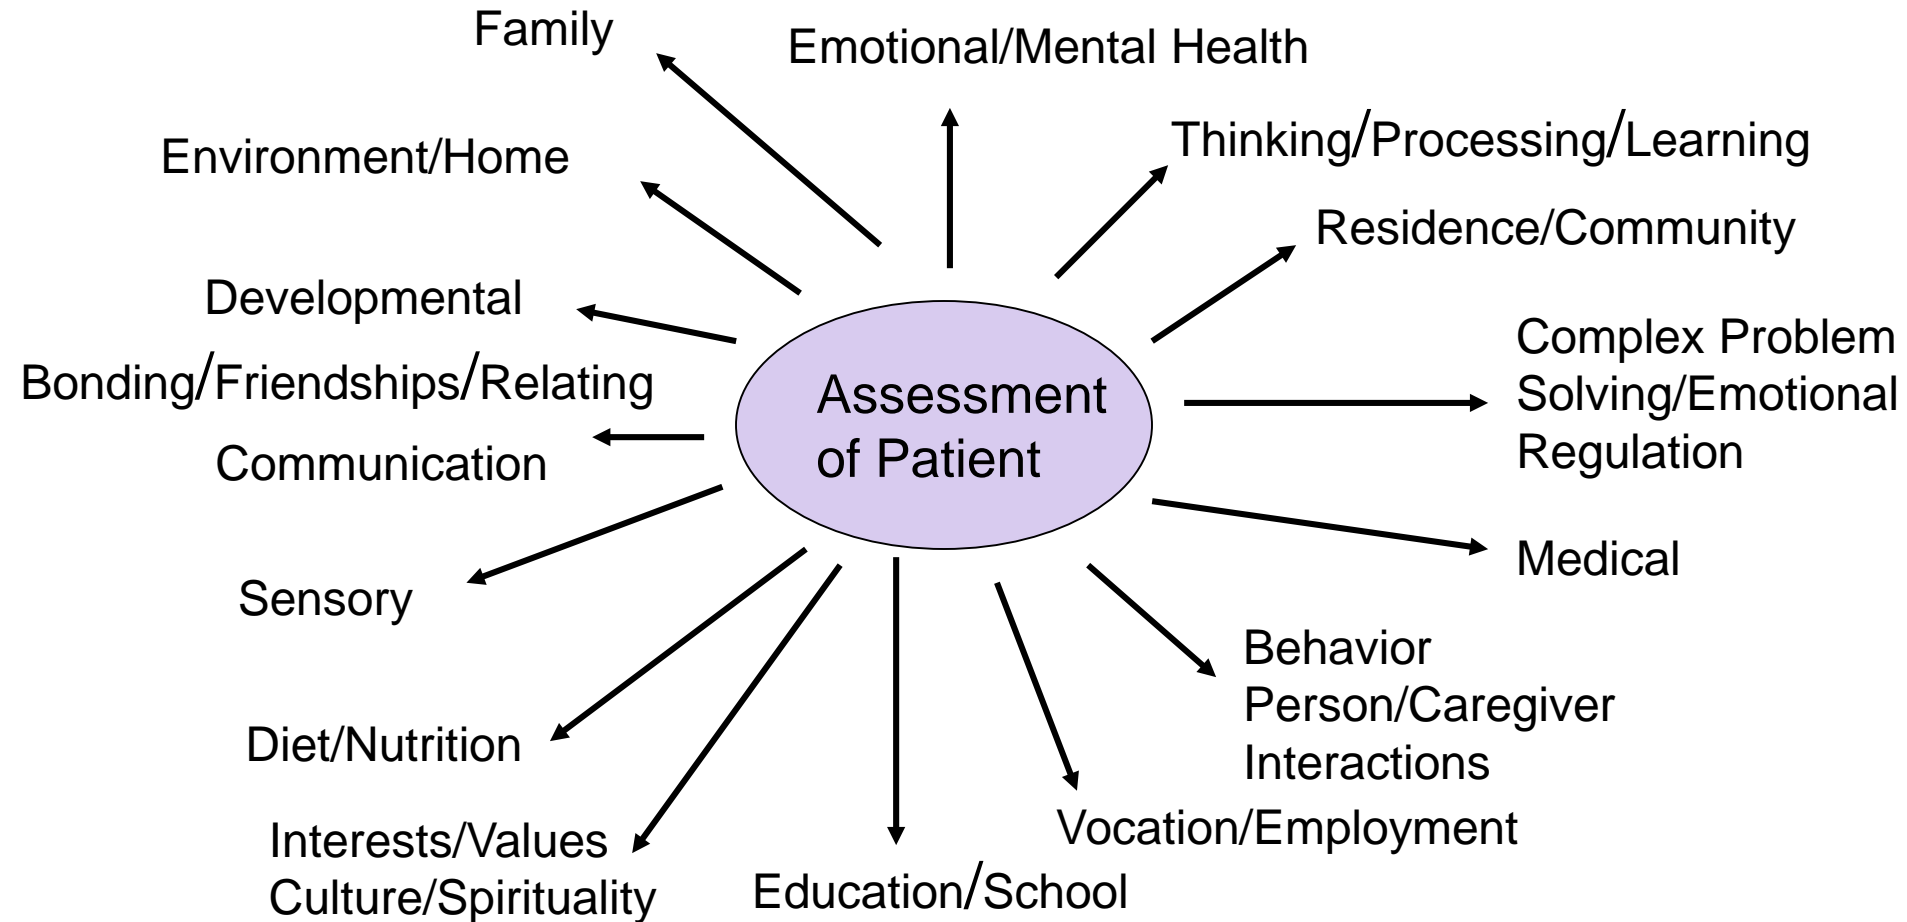 Family
Emotional/Mental Health
Thinking/Processing/Learning
Environment/Home
Residence/Community
Developmental
Complex Problem
Solving/Emotional
Regulation
Bonding/Friendships/Relating
Assessment
of Patient
Communication
Medical
Sensory
Behavior
Person/Caregiver
Interactions
Diet/Nutrition
Vocation/Employment
Interests/Values
Culture/Spirituality
Education/School